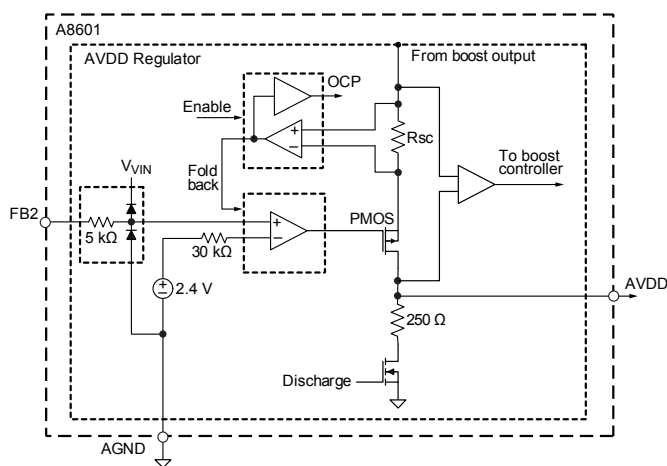 A8601
AVDD Regulator
From boost output
OCP
Enable
+
−
Rsc
To boost
controller
Fold
back
V_VIN
FB2
5 kΩ
+
−
PMOS
30 kΩ
+
−
2.4 V
AVDD
250 Ω
Discharge
AGND